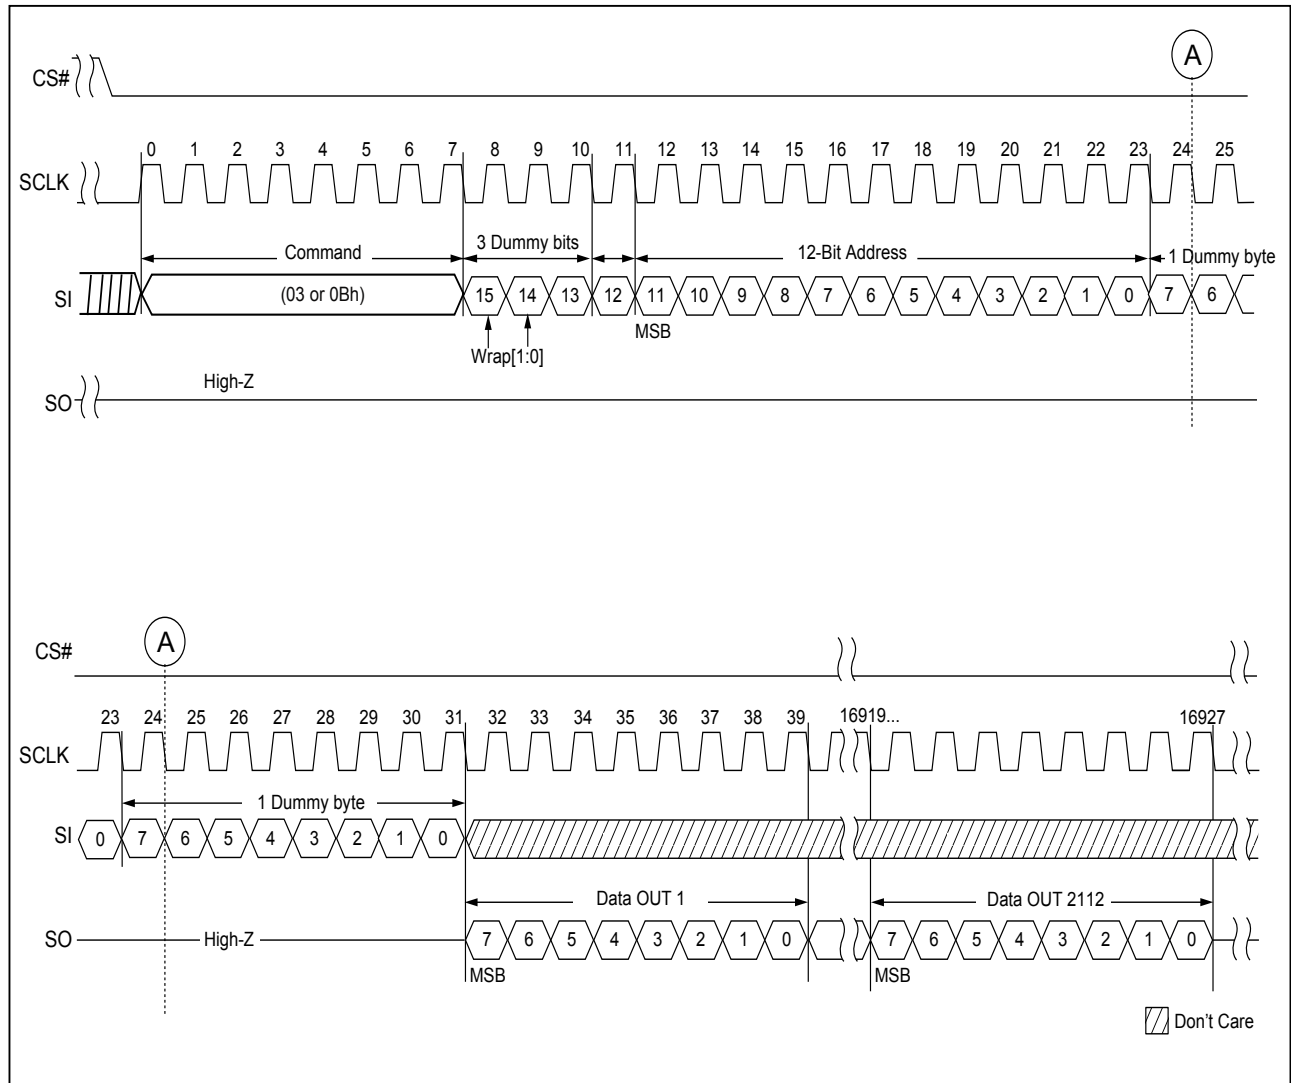 A
CS#
0 1 2 3 4 5 6 7 8 9 10 11 12 13 14 15 16 17 18 19 20 21 22 23 24 25
SCLK
Command 3 Dummy bits 12-Bit Address 1 Dummy byte
SI (03 or 0Bh) 15 14 13 12 11 10 9 8 7 6 5 4 3 2 1 0 7 6
MSB
Wrap[1:0]
High-Z
SO
A
CS#
23 24 25 26 27 28 29 30 31 32 33 34 35 36 37 38 39 16919... 16927
SCLK
1 Dummy byte
SI 0 7 6 5 4 3 2 1 0
Data OUT 1 Data OUT 2112
SO High-Z 7 6 5 4 3 2 1 0 7 6 5 4 3 2 1 0
MSB MSB
Don't Care